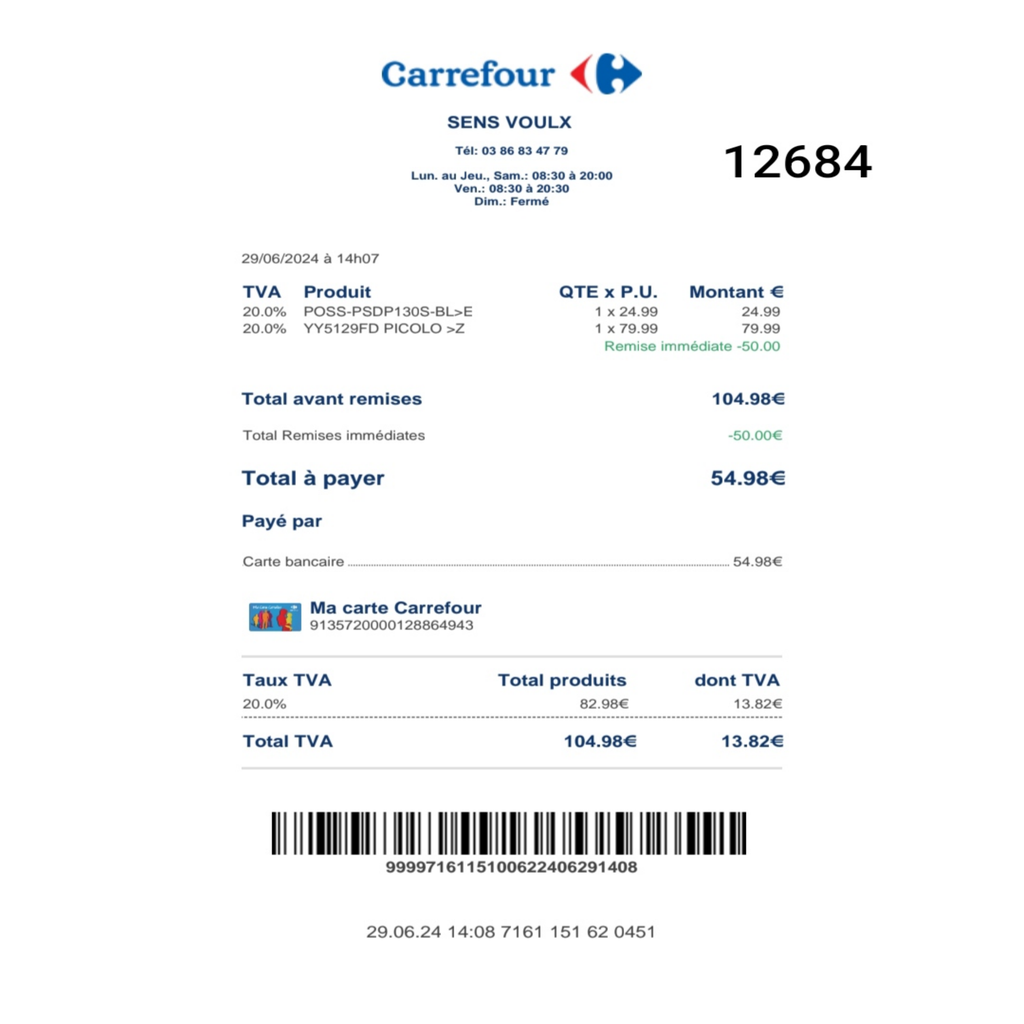 Carrefour
SENS VOULX
Tél: 03 86 83 47 79
12684
Lun. au Jeu., Sam.: 08:30 à 20:00
Ven.: 08:30 à 20:30
Dim.: Fermé
29/06/2024 à 14h07
TVA Produit QTE x P.U. Montant €
20.0% POSS-PSDP130S-BL>E 1 x 24.99 24.99
20.0% YY5129FD PICOLO >Z 1 x 79.99 79.99
Remise immédiate -50.00
Total avant remises 104.98€
Total Remises immédiates -50.00€
Total à payer 54.98€
Payé par
Carte bancaire 54.98€
Ma carte Carrefour
9135720000128864943
Taux TVA Total produits dont TVA
20.0% 82.98€ 13.82€
Total TVA 104.98€ 13.82€
99997161151006224062914​08
29.06.24 14:08 7161 151 62 0451